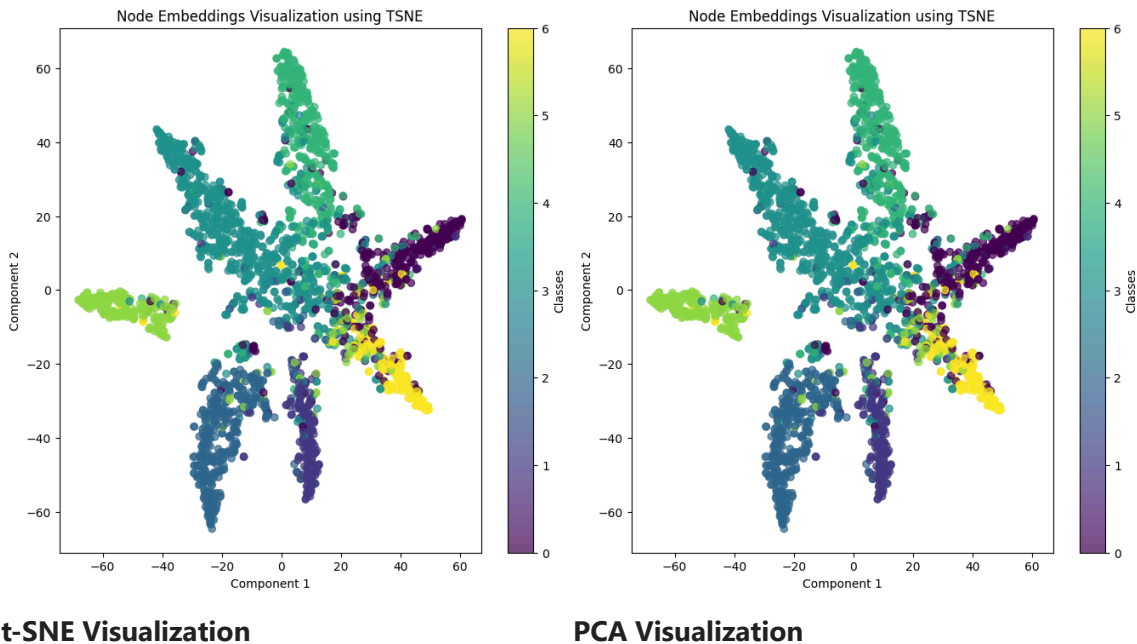 Node Embeddings Visualization using TSNE
60
40
20
0
−20
−40
−60
Component 2
−60 −40 −20 0 20 40 60
Component 1
6
5
4
3
2
1
0
Classes
Node Embeddings Visualization using TSNE
60
40
20
0
−20
−40
−60
Component 2
−60 −40 −20 0 20 40 60
Component 1
6
5
4
3
2
1
0
Classes
t-SNE Visualization
PCA Visualization